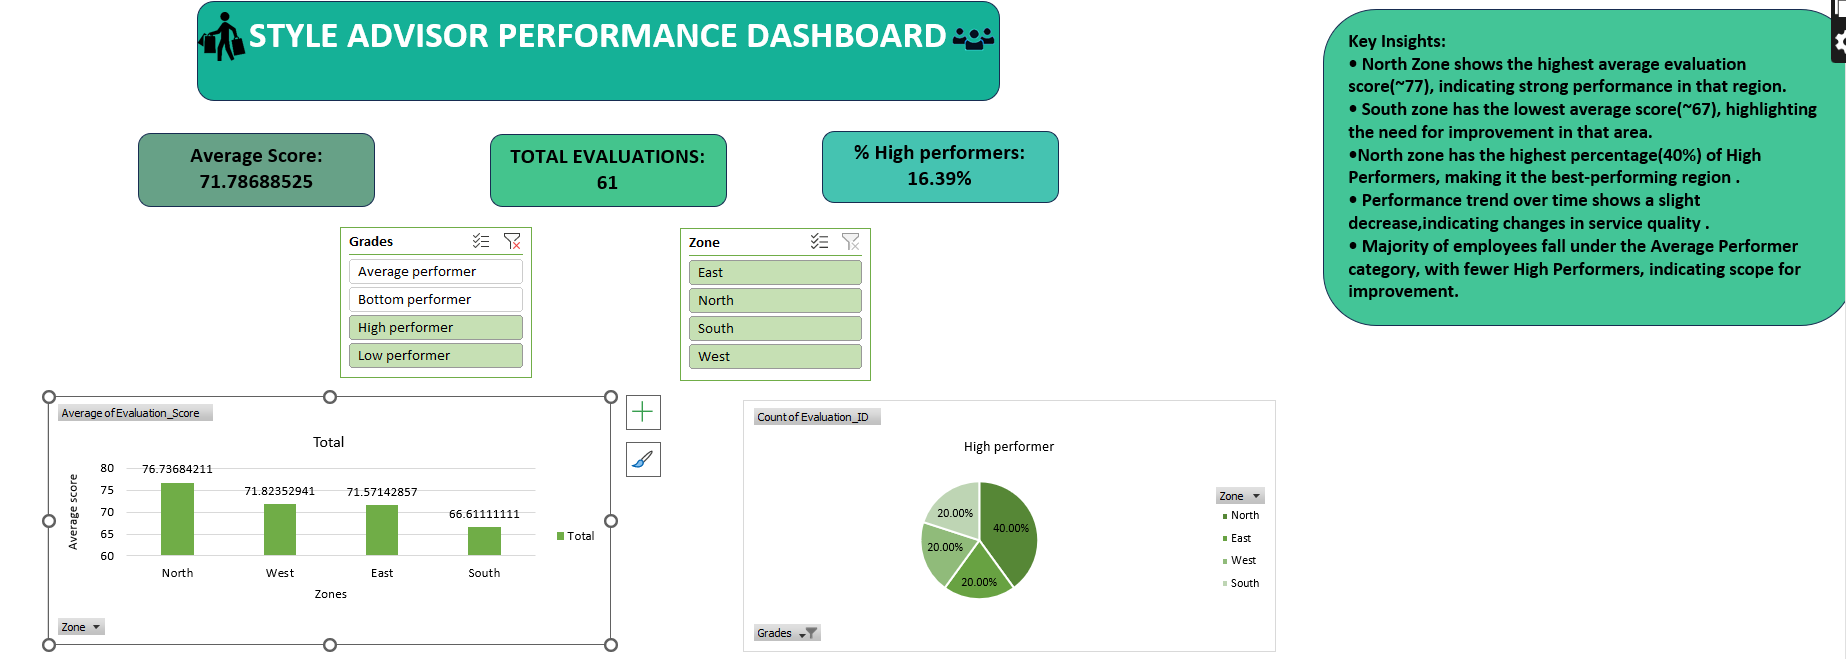 STYLE ADVISOR PERFORMANCE DASHBOARD
Average Score:
71.78688525
TOTAL EVALUATIONS:
61
% High performers:
16.39%
Key Insights:
• North Zone shows the highest average evaluation
score(~77), indicating strong performance in that region.
• South zone has the lowest average score(~67), highlighting
the need for improvement in that area.
•North zone has the highest percentage(40%) of High
Performers, making it the best-performing region .
• Performance trend over time shows a slight
decrease,indicating changes in service quality .
• Majority of employees fall under the Average Performer
category, with fewer High Performers, indicating scope for
improvement.
Grades
Average performer
Bottom performer
High performer
Low performer
Zone
East
North
South
West
Average of Evaluation_Score
Total
Average score
80
75
70
65
60
76.73684211
71.82352941
71.57142857
66.61111111
North
West
East
South
Zones
Total
Zone
Count of Evaluation_ID
High performer
40.00%
20.00%
20.00%
20.00%
Zone
North
East
West
South
Grades